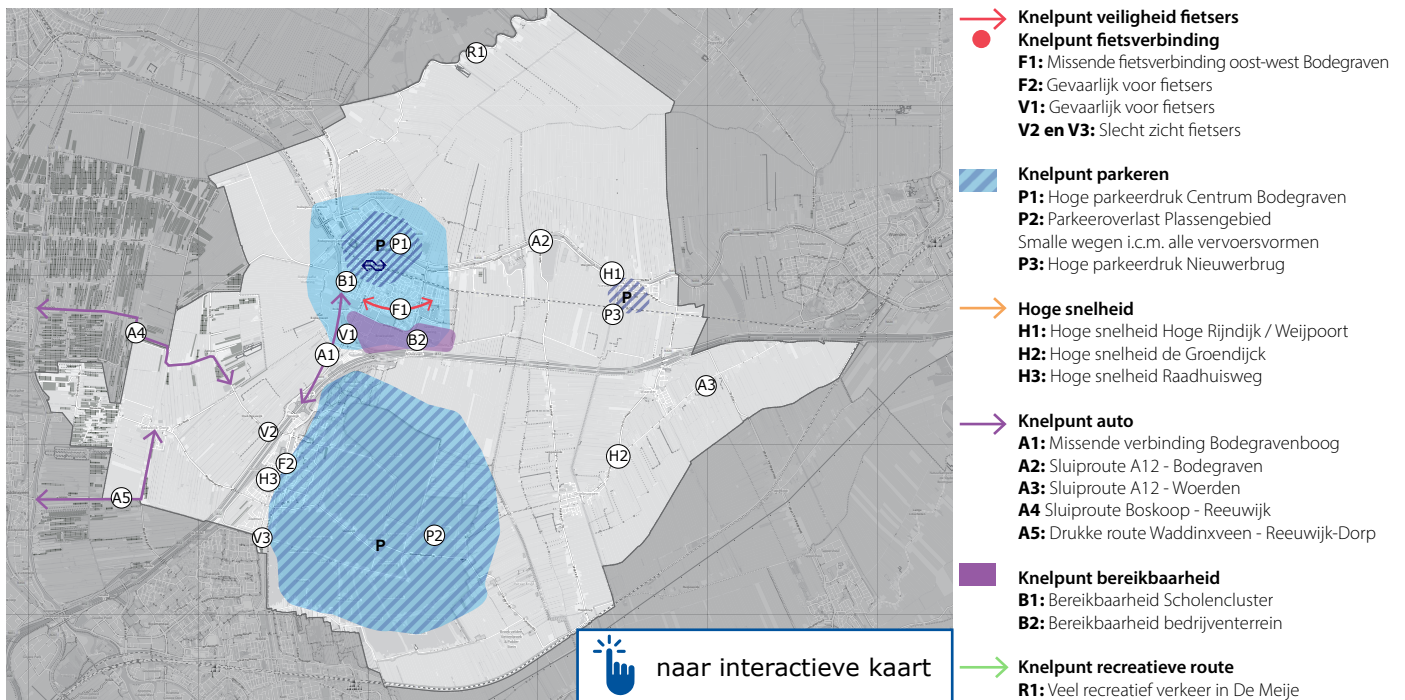 R1
A2
P P1
B1
H1
P
F1
P3
A4
V1
B2
A1
A3
V2
H2
F2
H3
A5
V3
P2
P
naar interactieve kaart
Knelpunt veiligheid fietsers
Knelpunt fietsverbinding
F1: Missende fietsverbinding oost-west Bodegraven
F2: Gevaarlijk voor fietsers
V1: Gevaarlijk voor fietsers
V2 en V3: Slecht zicht fietsers
Knelpunt parkeren
P1: Hoge parkeerdruk Centrum Bodegraven
P2: Parkeeroverlast Plassengebied
Smalle wegen i.c.m. alle vervoersvormen
P3: Hoge parkeerdruk Nieuwerbrug
Hoge snelheid
H1: Hoge snelheid Hoge Rijndijk / Weijpoort
H2: Hoge snelheid de Groendijck
H3: Hoge snelheid Raadhuisweg
Knelpunt auto
A1: Missende verbinding Bodegravenboog
A2: Sluiproute A12 - Bodegraven
A3: Sluiproute A12 - Woerden
A4 Sluiproute Boskoop - Reeuwijk
A5: Drukke route Waddinxveen - Reeuwijk-Dorp
Knelpunt bereikbaarheid
B1: Bereikbaarheid Scholencluster
B2: Bereikbaarheid bedrijventerrein
Knelpunt recreatieve route
R1: Veel recreatief verkeer in De Meije